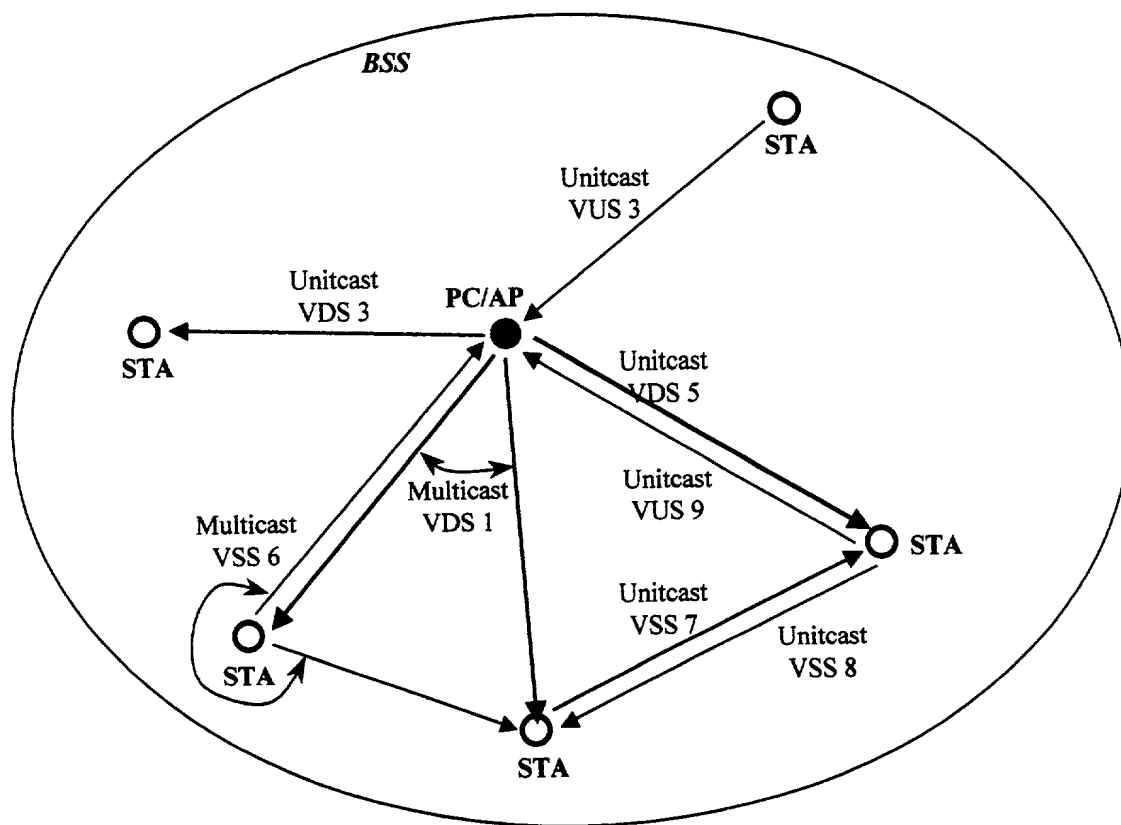 BSS
STA
Unitcast
VUS 3
Unitcast
VDS 3
PC/AP
STA
Unitcast
VDS 5
Multicast
VDS 1
Unitcast
VUS 9
Multicast
VSS 6
STA
Unitcast
VSS 7
Unitcast
VSS 8
STA
STA